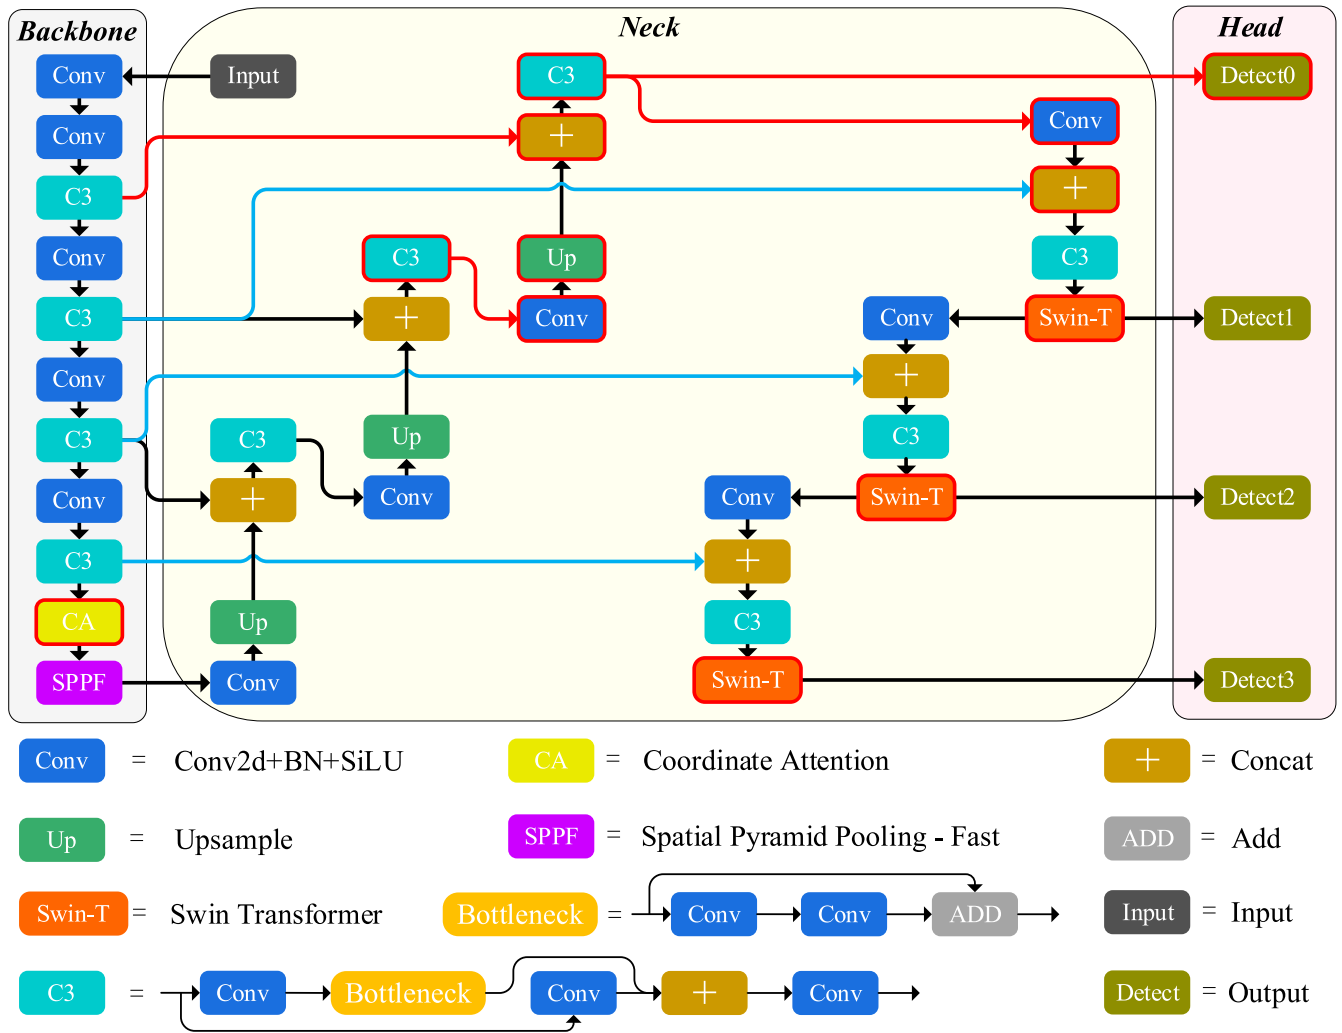 Backbone
Neck
Head
Conv
Input
C3
Detect0
Conv
+
Conv
C3
+
Conv
C3
Up
C3
C3
+
Conv
Conv
Swin-T
Detect1
Conv
+
C3
C3
Up
C3
Conv
+
Conv
Conv
Swin-T
Detect2
C3
+
CA
Up
C3
SPPF
Conv
Swin-T
Detect3
Conv = Conv2d+BN+SiLU
CA = Coordinate Attention
+ = Concat
Up = Upsample
SPPF = Spatial Pyramid Pooling - Fast
ADD = Add
Swin-T = Swin Transformer
Bottleneck = Conv Conv ADD
Input = Input
C3 = Conv Bottleneck Conv + Conv
Detect = Output